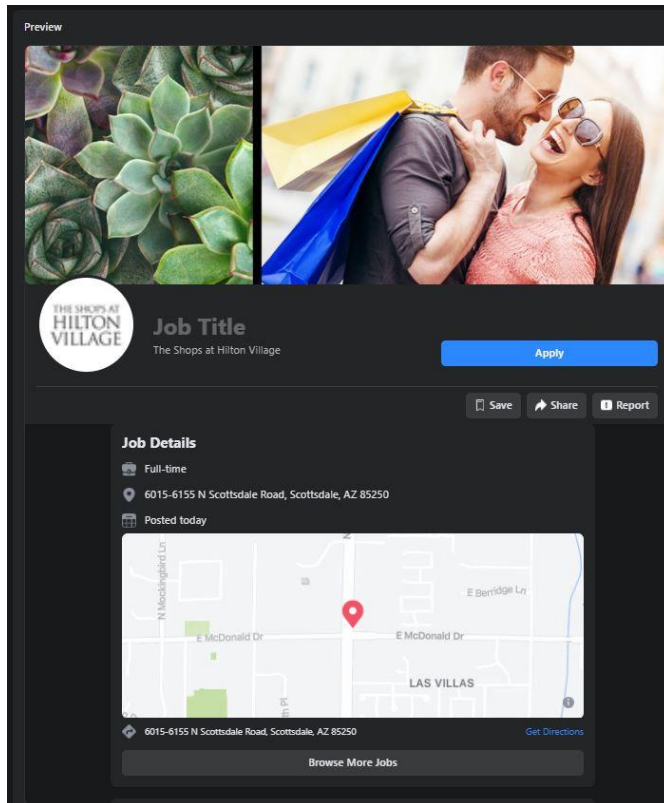 Preview
THE SHOPS AT
HILTON
VILLAGE
Job Title
The Shops at Hilton Village
Apply
Save
Share
Report
Job Details
Full-time
6015-6155 N Scottsdale Road, Scottsdale, AZ 85250
Posted today
N Mockingbird Ln
N
E Berridge Ln
E McDonald Dr
E McDonald Dr
LAS VILLAS
Pl
6015-6155 N Scottsdale Road, Scottsdale, AZ 85250
Get Directions
Browse More Jobs